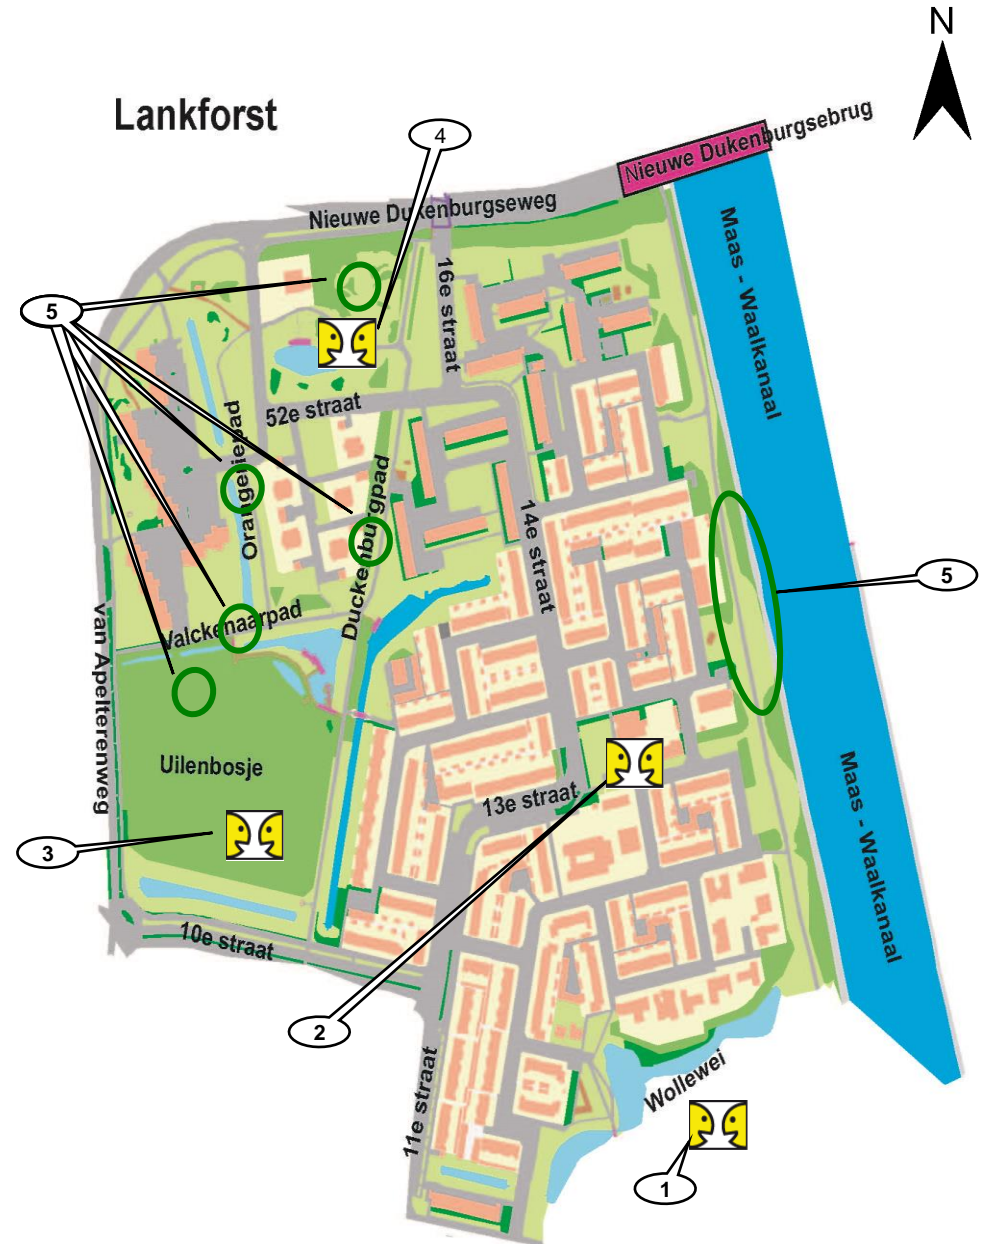 N
Lankforst
4
Nieuwe Dukenburgsebrug
Nieuwe Dukenburgseweg
Maas - Waalkanaal
16e straat
5
52e straat
Orangeriepad
Duckenburgpad
14e straat
5
Valckenaarpad
van Apelterenweg
Uilenbosje
13e straat
Maas - Waalkanaal
3
10e straat
2
11e straat
Wollewei
1